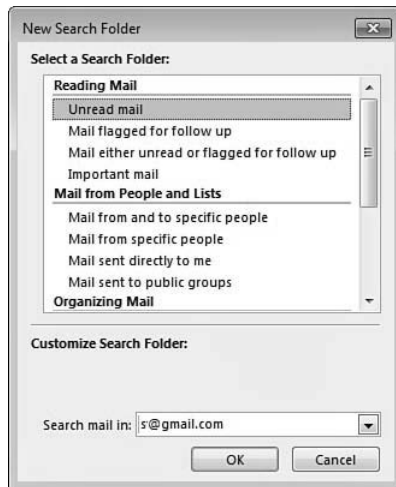 New Search Folder
Select a Search Folder:
Reading Mail
Unread mail
Mail flagged for follow up
Mail either unread or flagged for follow up
Important mail
Mail from People and Lists
Mail from and to specific people
Mail from specific people
Mail sent directly to me
Mail sent to public groups
Organizing Mail
Customize Search Folder:
Search mail in: s@gmail.com
OK Cancel